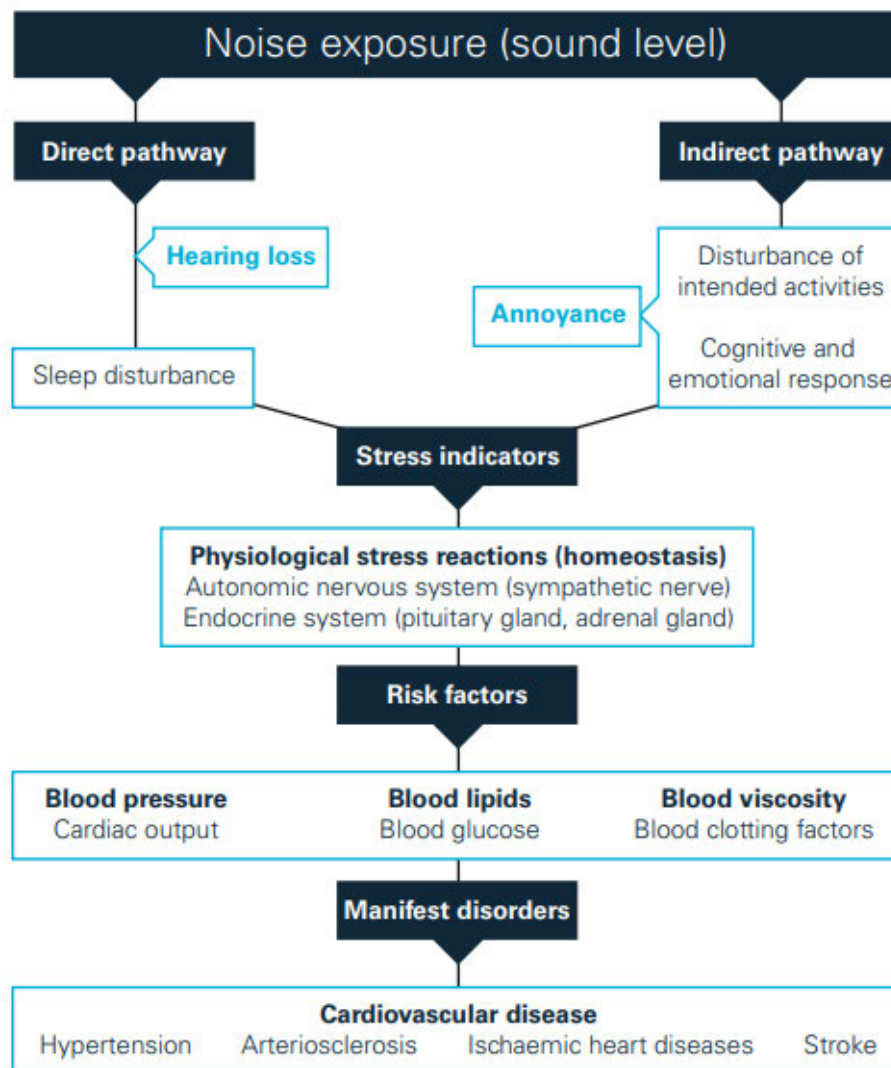 Noise exposure (sound level)
Direct pathway
Indirect pathway
Hearing loss
Disturbance of
intended activities
Annoyance
Cognitive and
emotional response
Sleep disturbance
Stress indicators
Physiological stress reactions (homeostasis)
Autonomic nervous system (sympathetic nerve)
Endocrine system (pituitary gland, adrenal gland)
Risk factors
Blood pressure
Cardiac output
Blood lipids
Blood glucose
Blood viscosity
Blood clotting factors
Manifest disorders
Cardiovascular disease
Hypertension Arteriosclerosis Ischaemic heart diseases Stroke